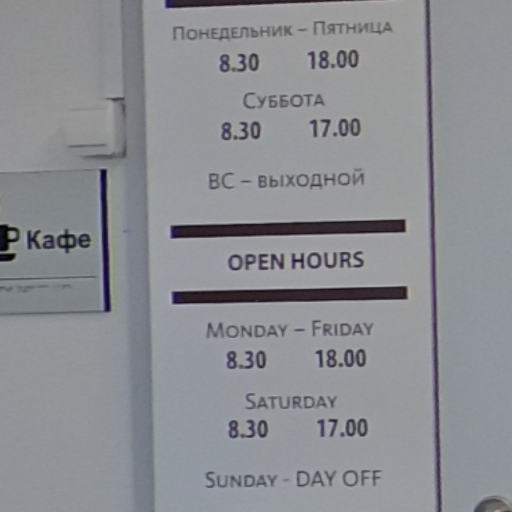 Понедельник – Пятница
8.30 18.00
Суббота
8.30 17.00
ВС – выходной
Кафе
OPEN HOURS
Monday – Friday
8.30 18.00
Saturday
8.30 17.00
Sunday - DAY OFF